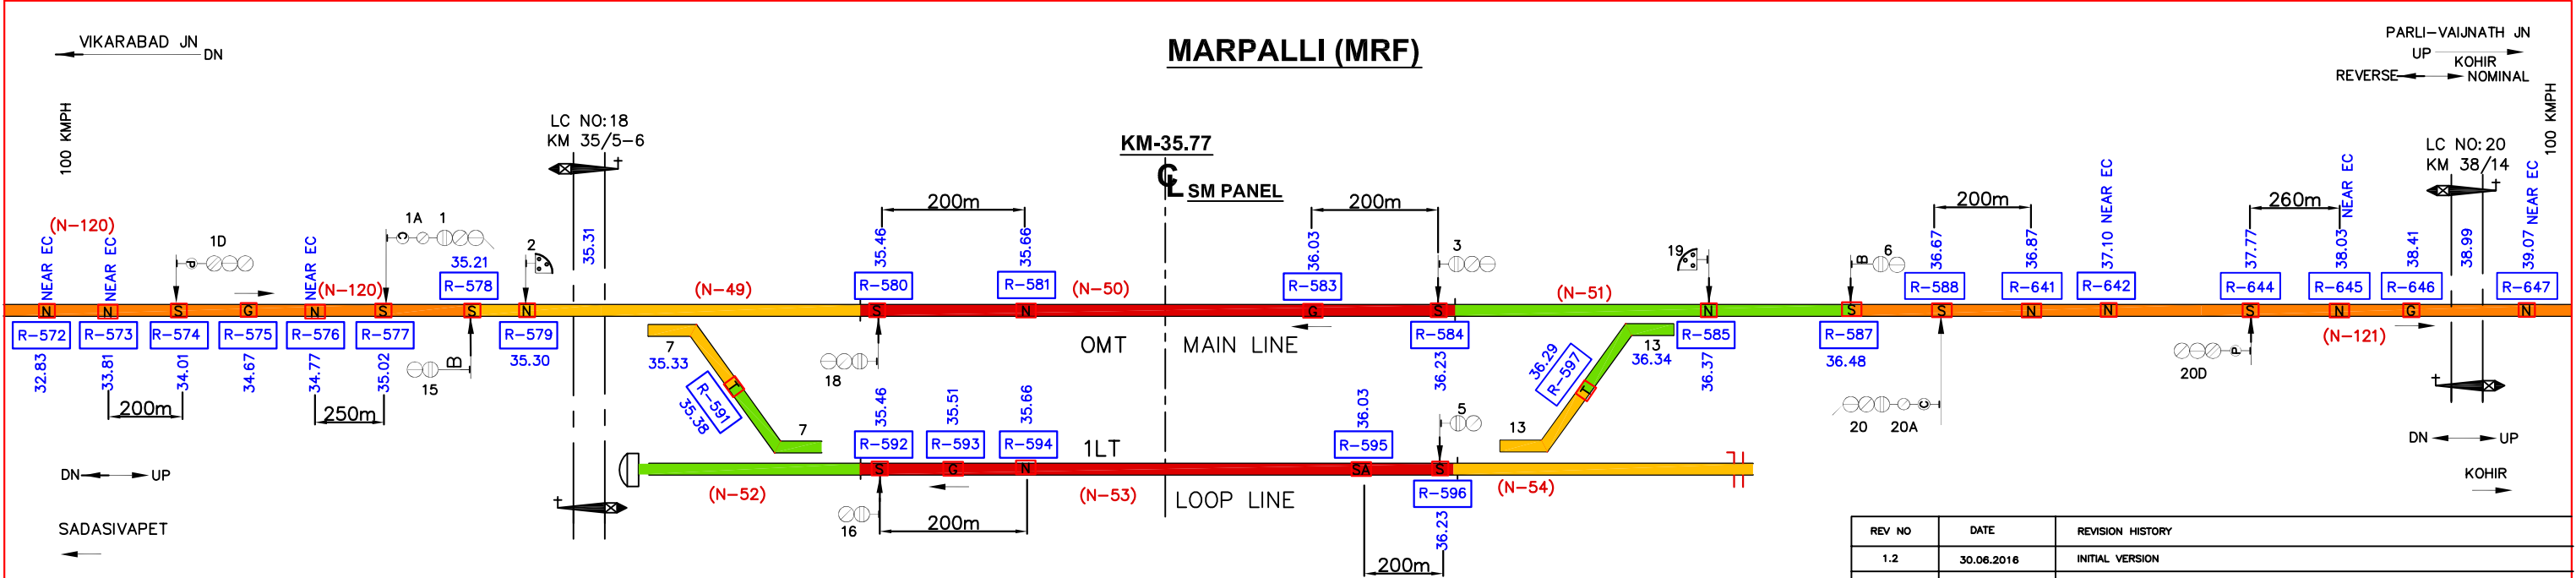 MARPALLI (MRF)
VIKARABAD JN
DN
PARLI-VAIJNATH JN
UP
KOHIR
REVERSE
NOMINAL
100 KMPH
LC NO:18
KM 35/5-6
KM-35.77
CL
SM PANEL
LC NO:20
KM 38/14
100 KMPH
(N-120)
NEAR EC
NEAR EC
1D
P
NEAR EC
(N-120)
1A
1
C
35.21
2
35.31
200m
35.46
35.66
200m
36.03
3
19
B
6
200m
36.67
36.87
37.10 NEAR EC
260m
37.77
38.03
NEAR EC
38.41
38.99
39.07 NEAR EC
R-578
R-580
R-581
R-583
R-588
R-641
R-642
R-644
R-645
R-646
R-647
(N-49)
(N-50)
(N-51)
N
N
S
G
N
S
S
N
S
N
G
S
N
S
S
N
N
S
N
G
N
R-572
R-573
R-574
R-575
R-576
R-577
R-579
R-584
R-585
R-587
(N-121)
32.83
33.81
34.01
34.67
34.77
35.02
35.30
36.23
36.37
36.48
200m
250m
15
B
7
35.33
18
OMT
MAIN LINE
13
36.34
36.29
R-597
T
13
P
20D
T
R-591
35.38
7
35.46
35.51
35.66
36.03
5
C
20
20A
R-592
R-593
R-594
1LT
R-595
DN
UP
DN
UP
S
G
N
SA
S
(N-52)
(N-53)
R-596
(N-54)
KOHIR
16
200m
LOOP LINE
36.23
200m
SADASIVAPET
REV NO
DATE
REVISION HISTORY
1.2
30.06.2016
INITIAL VERSION